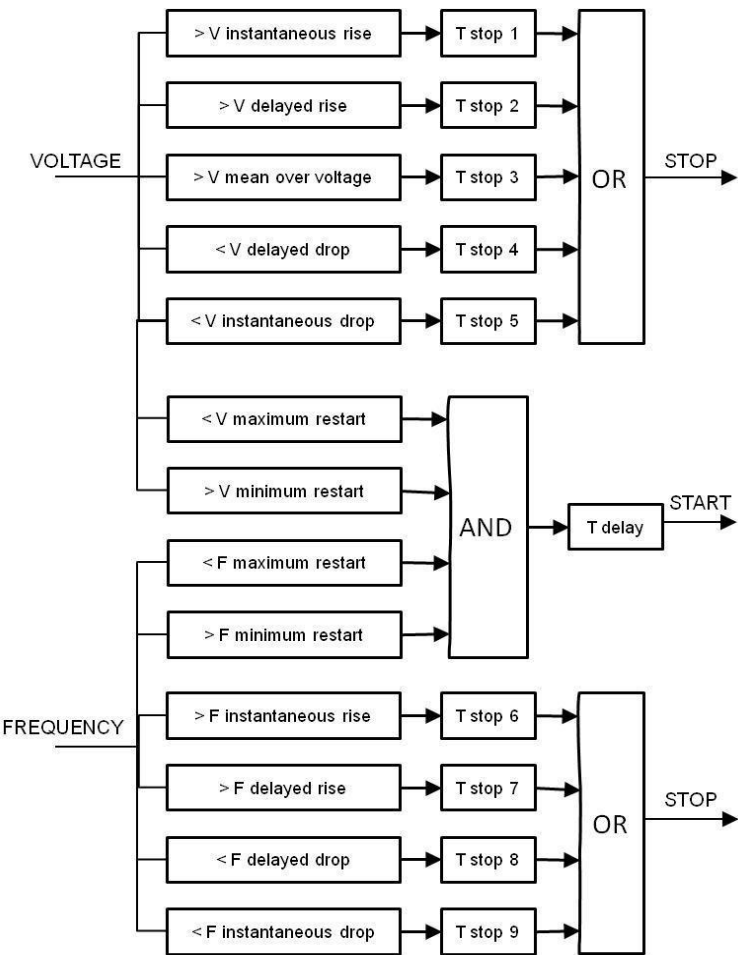 > V instantaneous rise
T stop 1
> V delayed rise
T stop 2
VOLTAGE
> V mean over voltage
T stop 3
OR
STOP
< V delayed drop
T stop 4
< V instantaneous drop
T stop 5
< V maximum restart
> V minimum restart
AND
T delay
START
< F maximum restart
> F minimum restart
FREQUENCY
> F instantaneous rise
T stop 6
> F delayed rise
T stop 7
OR
STOP
< F delayed drop
T stop 8
< F instantaneous drop
T stop 9